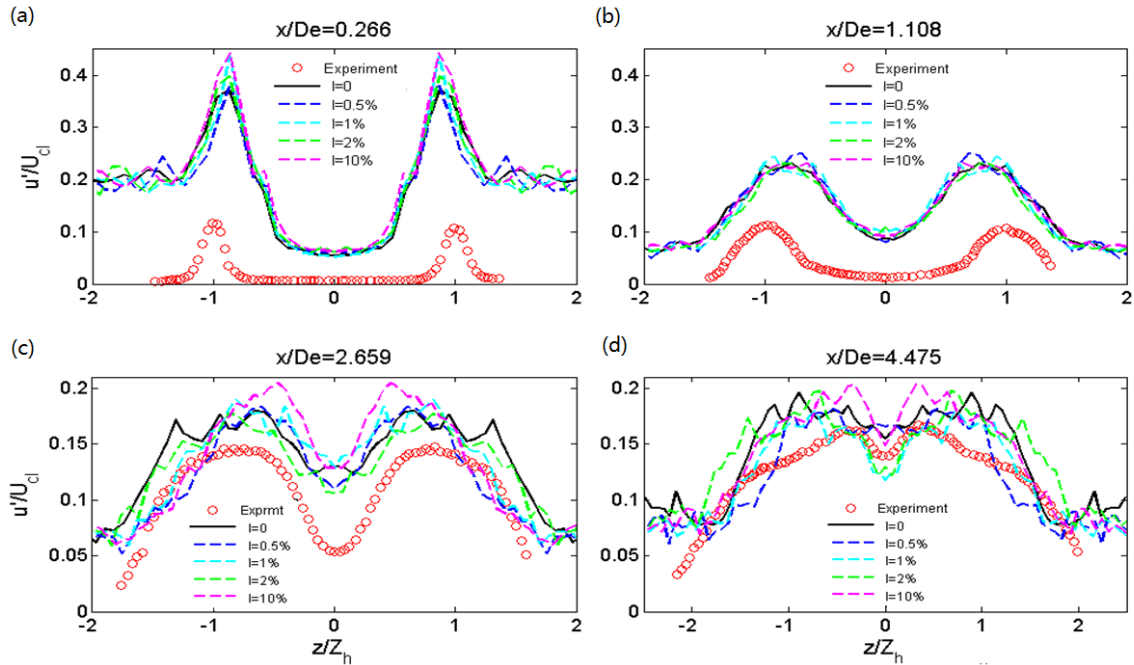 (a)
x/De=0.266
u'/U_cl
0.4
0.3
0.2
0.1
0
-2
-1
0
1
2
Experiment
I=0
I=0.5%
I=1%
I=2%
I=10%
(b)
x/De=1.108
0.4
0.3
0.2
0.1
0
-2
-1
0
1
2
Experiment
I=0
I=0.5%
I=1%
I=2%
I=10%
(c)
x/De=2.659
u'/U_cl
0.2
0.15
0.1
0.05
0
-2
-1
0
1
2
z/Z_h
Exprmt
I=0
I=0.5%
I=1%
I=2%
I=10%
(d)
x/De=4.475
u'/U_cl
0.2
0.15
0.1
0.05
0
-2
-1
0
1
2
z/Z_h
Experiment
I=0
I=0.5%
I=1%
I=2%
I=10%